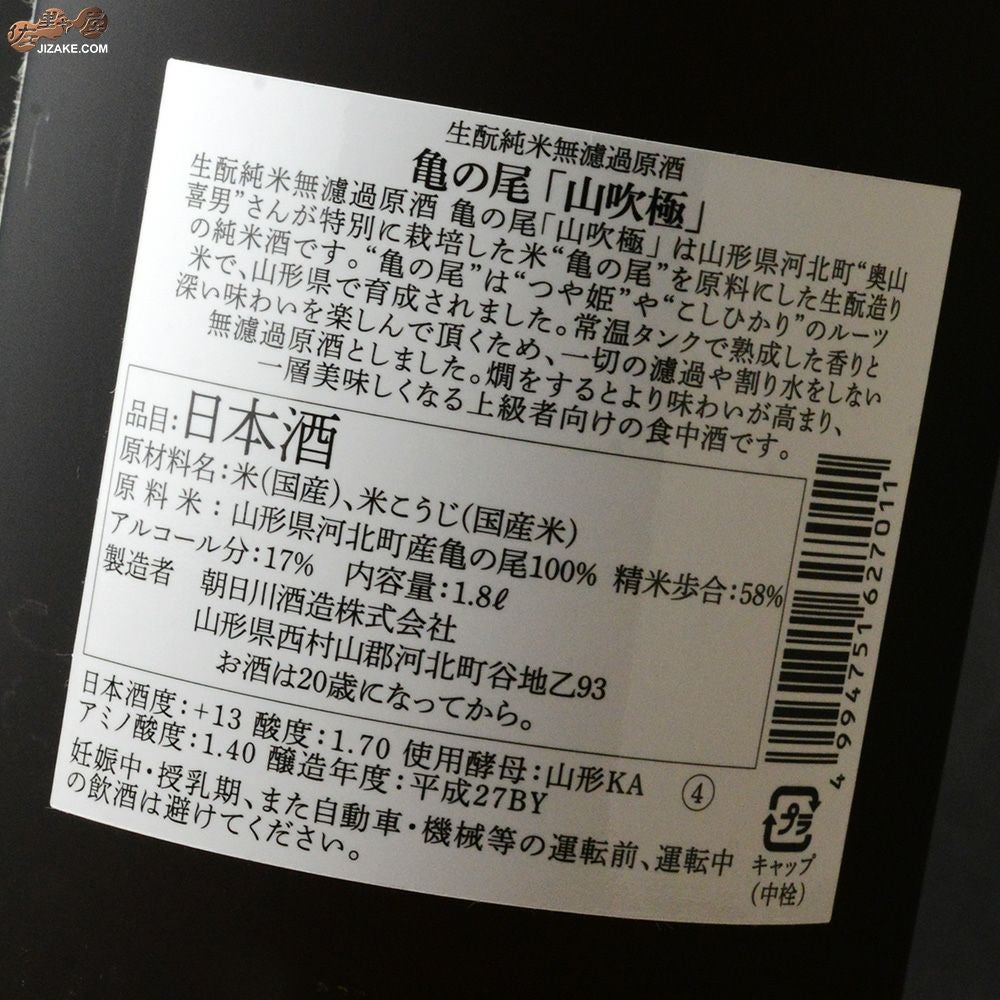 佐野屋
JIZAKE.COM
生酛純米無濾過原酒
亀の尾「山吹極」
生酛純米無濾過原酒 亀の尾「山吹極」は山形県河北町“奥山
喜男”さんが特別に栽培した米“亀の尾”を原料にした生酛造り
の純米酒です。“亀の尾”は“つや姫”や“こしひかり”のルーツ
米で、山形県で育成されました。常温タンクで熟成した香りと
深い味わいを楽しんで頂くため、一切の濾過や割り水をしない
無濾過原酒としました。燗をするとより味わいが高まり、
一層美味しくなる上級者向けの食中酒です。
品目:日本酒
原材料名:米(国産)、米こうじ(国産米)
原料米:山形県河北町産亀の尾100% 精米歩合:58%
アルコール分:17% 内容量:1.8ℓ
製造者 朝日川酒造株式会社
山形県西村山郡河北町谷地乙93
お酒は20歳になってから。
日本酒度:+13 酸度:1.70 使用酵母:山形KA
アミノ酸度:1.40 醸造年度:平成27BY
④
妊娠中・授乳期、また自動車・機械等の運転前、運転中
の飲酒は避けてください。
4994751627011
プラ
キャップ
(中栓)